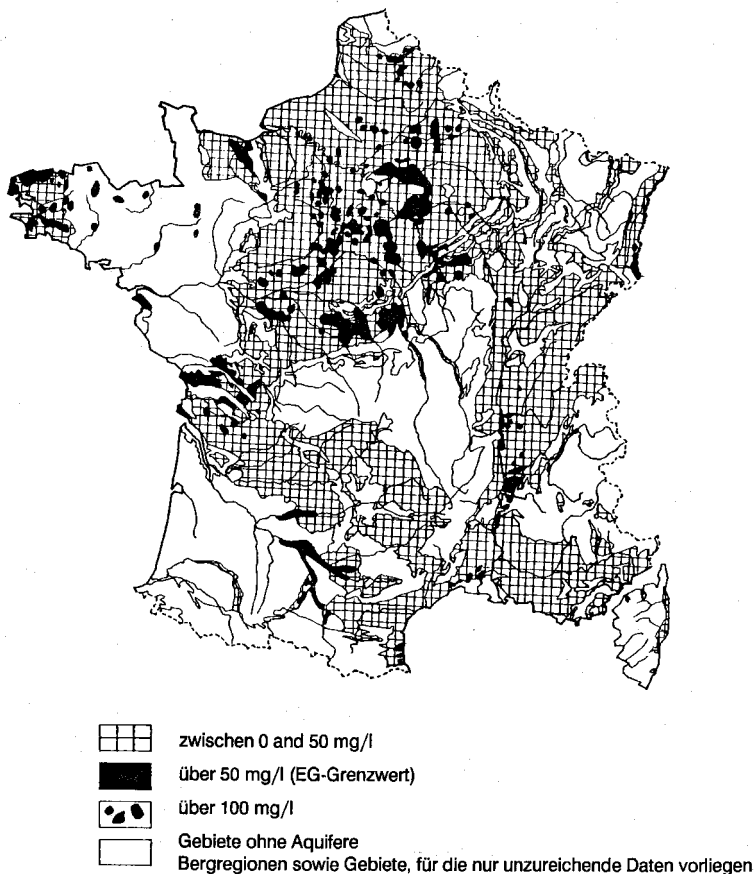 zwischen 0 and 50 mg/l
über 50 mg/l (EG-Grenzwert)
über 100 mg/l
Gebiete ohne Aquifere
Bergregionen sowie Gebiete, für die nur unzureichende Daten vorliegen